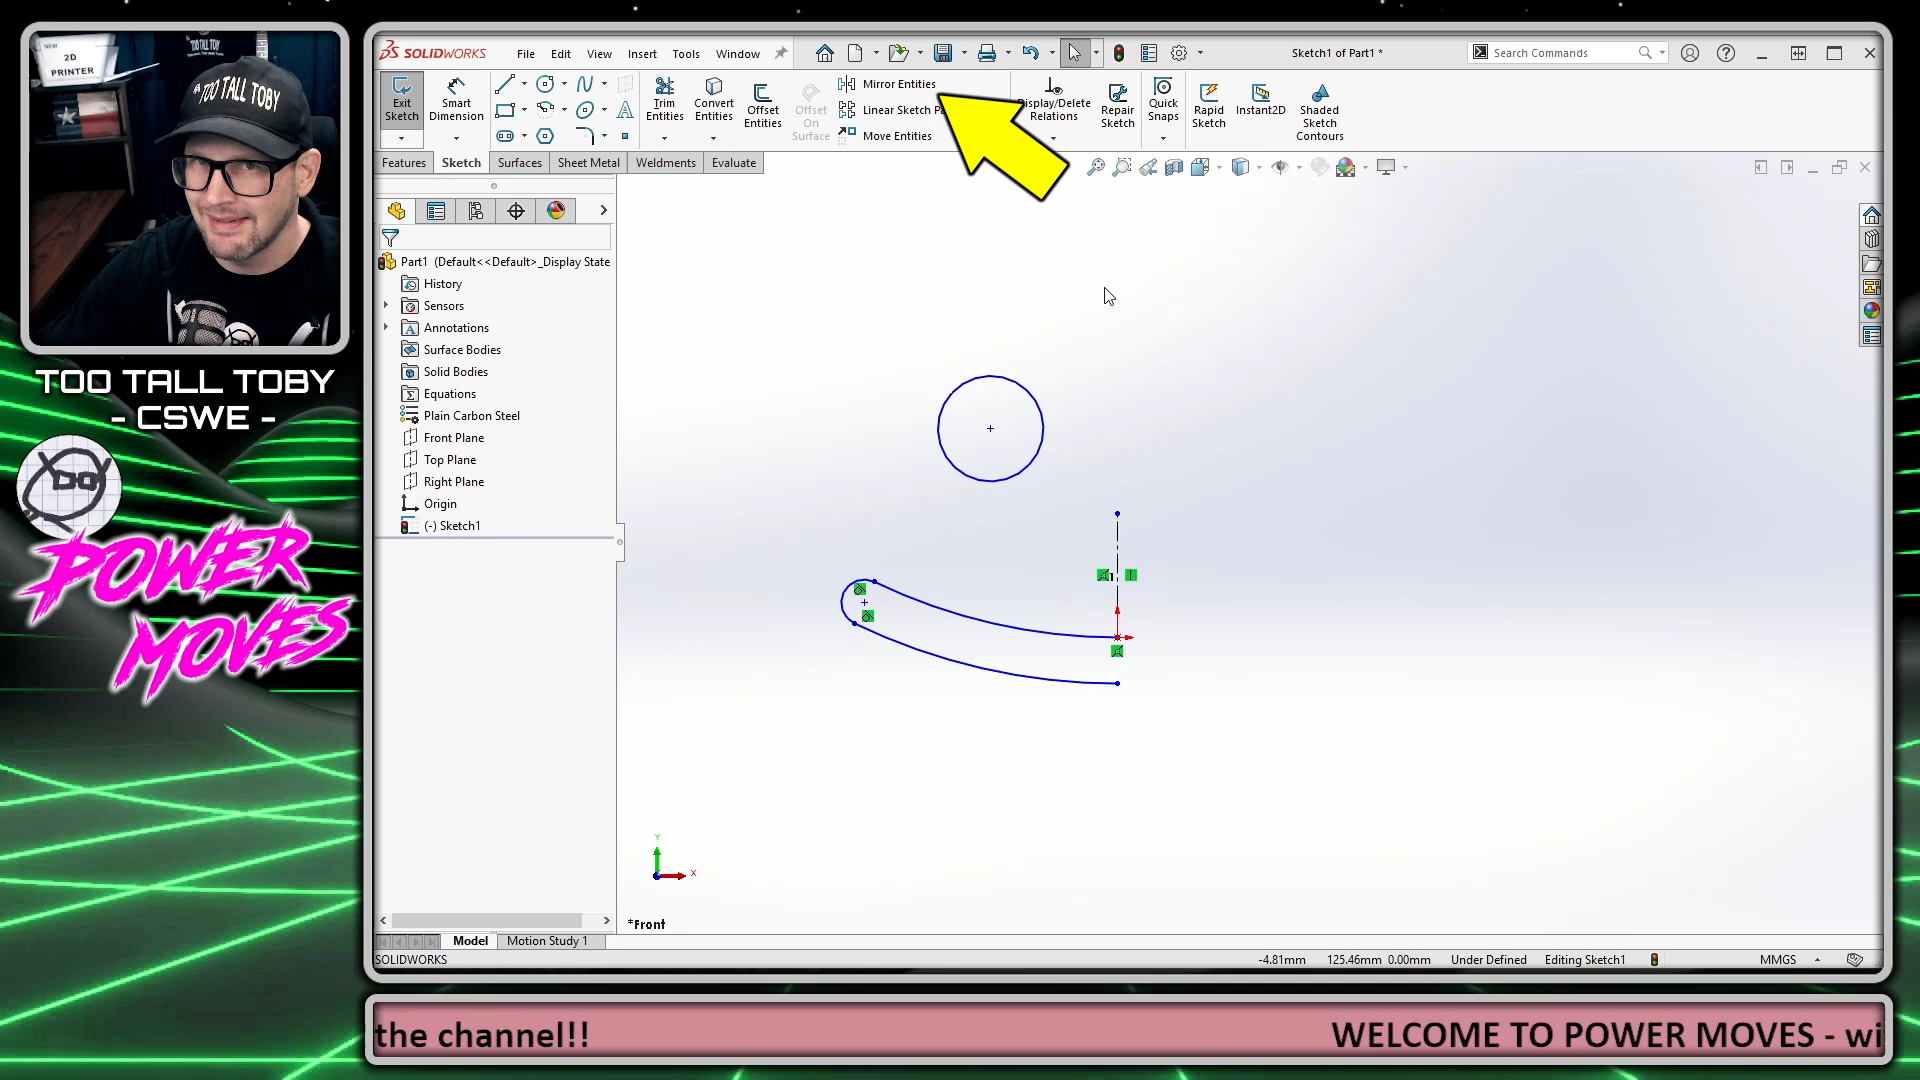 NEW
2D
PRINTER
TOO TALL TOBY
TOO TALL TOBY
- CSWE -
POWER
MOVES
SOLIDWORKS
File
Edit
View
Insert
Tools
Window
Sketch1 of Part1 *
Search Commands
Exit
Sketch
Smart
Dimension
Trim
Entities
Convert
Entities
Offset
Entities
Offset
On
Surface
Mirror Entities
Linear Sketch
Move Entities
Display/Delete
Relations
Repair
Sketch
Quick
Snaps
Rapid
Sketch
Instant2D
Shaded
Sketch
Contours
Features
Sketch
Surfaces
Sheet Metal
Weldments
Evaluate
Part1 (Default<<Default>_Display State
History
Sensors
Annotations
Surface Bodies
Solid Bodies
Equations
Plain Carbon Steel
Front Plane
Top Plane
Right Plane
Origin
(-) Sketch1
Y
X
*Front
Model
Motion Study 1
SOLIDWORKS
-4.81mm
125.46mm 0.00mm
Under Defined
Editing Sketch1
MMGS
the channel!!
WELCOME TO POWER MOVES - wi